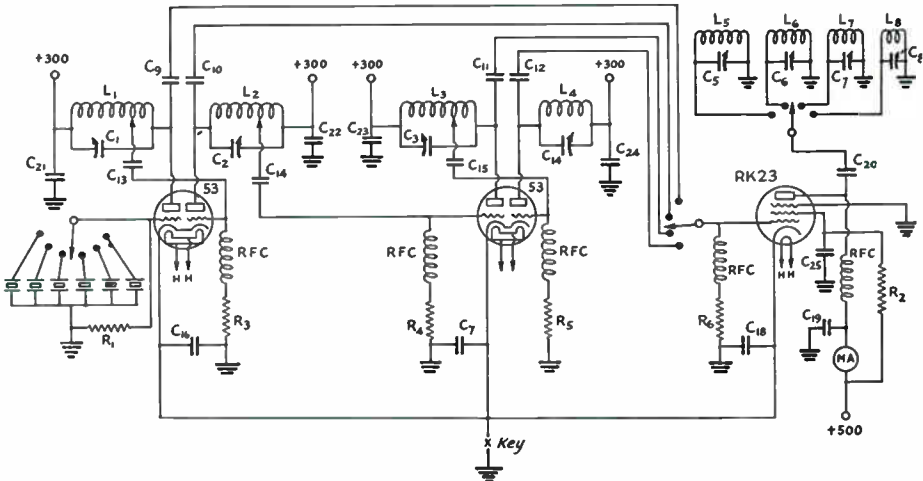 L5
L6
L7
L8
C5
C6
C7
C8
+300
C9
C10
+300
C11
C12
+300
L1
L2
L3
L4
C1
C2
C3
C14
C22
C23
C24
C21
C13
C14
C15
C20
53
53
RK23
RFC
RFC
RFC
RFC
RFC
H H
H H
C25
R2
R1
R3
R4
R5
R6
C16
C7
C18
C19
MA
+300
+500
Key